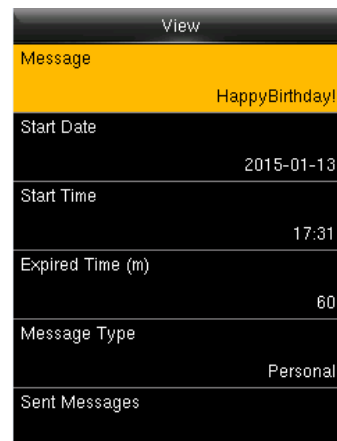 View
Message
HappyBirthday!
Start Date
2015-01-13
Start Time
17:31
Expired Time (m)
60
Message Type
Personal
Sent Messages